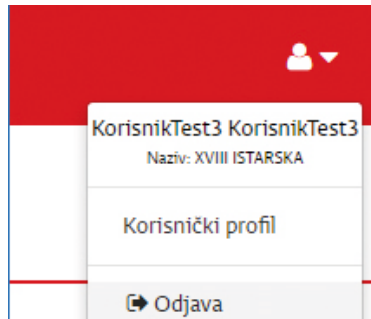 KorisnikTest3 KorisnikTest3
Naziv: XVIII ISTARSKA
Korisnički profil
Odjava